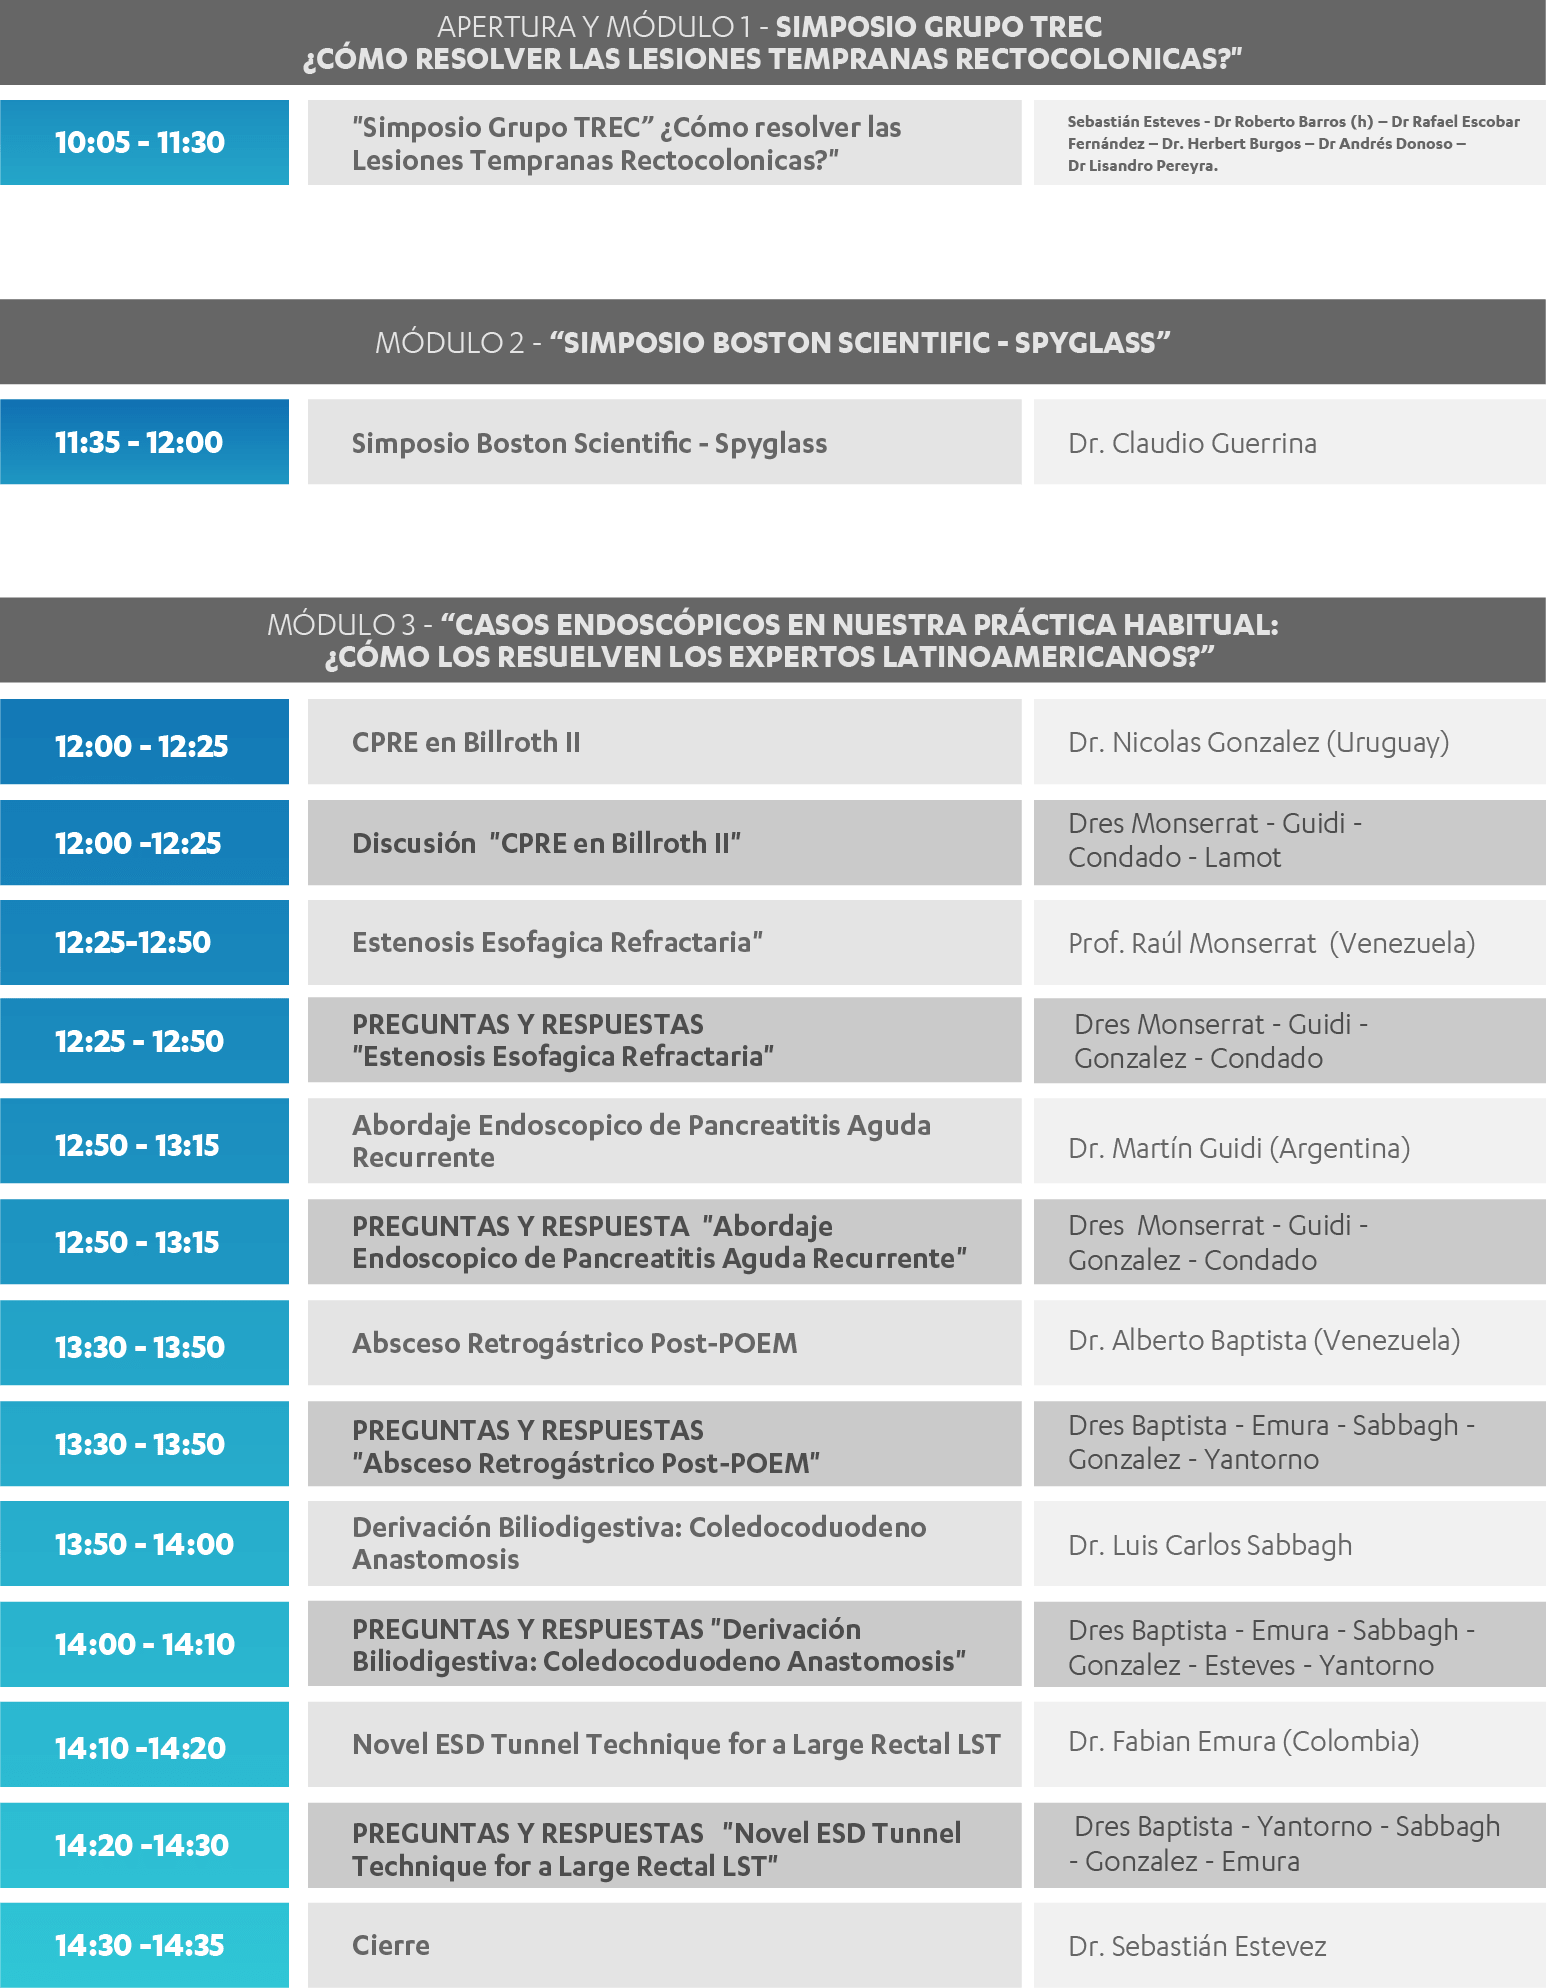 APERTURA Y MÓDULO 1 - SIMPOSIO GRUPO TREC
¿CÓMO RESOLVER LAS LESIONES TEMPRANAS RECTOCOLONICAS?"
10:05 - 11:30
"Simposio Grupo TREC” ¿Cómo resolver las
Lesiones Tempranas Rectocolonicas?"
Sebastián Esteves - Dr Roberto Barros (h) – Dr Rafael Escobar
Fernández – Dr. Herbert Burgos – Dr Andrés Donoso –
Dr Lisandro Pereyra.
MÓDULO 2 - “SIMPOSIO BOSTON SCIENTIFIC - SPYGLASS”
11:35 - 12:00
Simposio Boston Scientific - Spyglass
Dr. Claudio Guerrina
MÓDULO 3 - “CASOS ENDOSCÓPICOS EN NUESTRA PRÁCTICA HABITUAL:
¿CÓMO LOS RESUELVEN LOS EXPERTOS LATINOAMERICANOS?”
12:00 - 12:25
CPRE en Billroth II
Dr. Nicolas Gonzalez (Uruguay)
12:00 -12:25
Discusión "CPRE en Billroth II"
Dres Monserrat - Guidi -
Condado - Lamot
12:25-12:50
Estenosis Esofagica Refractaria"
Prof. Raúl Monserrat (Venezuela)
12:25 - 12:50
PREGUNTAS Y RESPUESTAS
"Estenosis Esofagica Refractaria"
Dres Monserrat - Guidi -
Gonzalez - Condado
12:50 - 13:15
Abordaje Endoscopico de Pancreatitis Aguda
Recurrente
Dr. Martín Guidi (Argentina)
12:50 - 13:15
PREGUNTAS Y RESPUESTA "Abordaje
Endoscopico de Pancreatitis Aguda Recurrente"
Dres Monserrat - Guidi -
Gonzalez - Condado
13:30 - 13:50
Absceso Retrogástrico Post-POEM
Dr. Alberto Baptista (Venezuela)
13:30 - 13:50
PREGUNTAS Y RESPUESTAS
"Absceso Retrogástrico Post-POEM"
Dres Baptista - Emura - Sabbagh -
Gonzalez - Yantorno
13:50 - 14:00
Derivación Biliodigestiva: Coledocoduodeno
Anastomosis
Dr. Luis Carlos Sabbagh
14:00 - 14:10
PREGUNTAS Y RESPUESTAS "Derivación
Biliodigestiva: Coledocoduodeno Anastomosis"
Dres Baptista - Emura - Sabbagh -
Gonzalez - Esteves - Yantorno
14:10 -14:20
Novel ESD Tunnel Technique for a Large Rectal LST
Dr. Fabian Emura (Colombia)
14:20 -14:30
PREGUNTAS Y RESPUESTAS "Novel ESD Tunnel
Technique for a Large Rectal LST"
Dres Baptista - Yantorno - Sabbagh
- Gonzalez - Emura
14:30 -14:35
Cierre
Dr. Sebastián Estevez